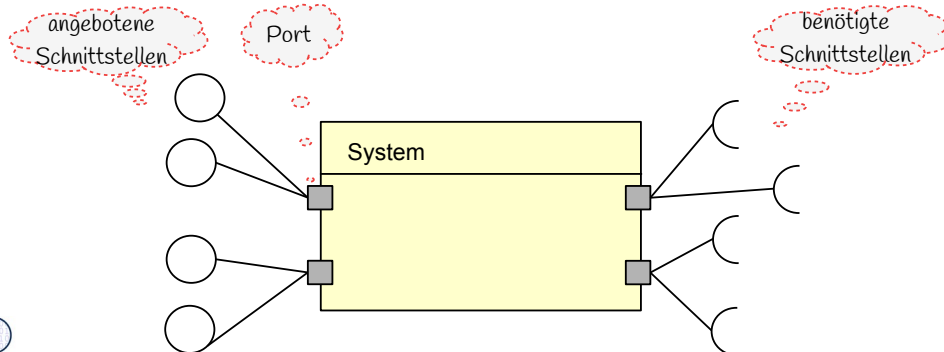 angebotene
Schnittstellen
Port
benötigte
Schnittstellen
System